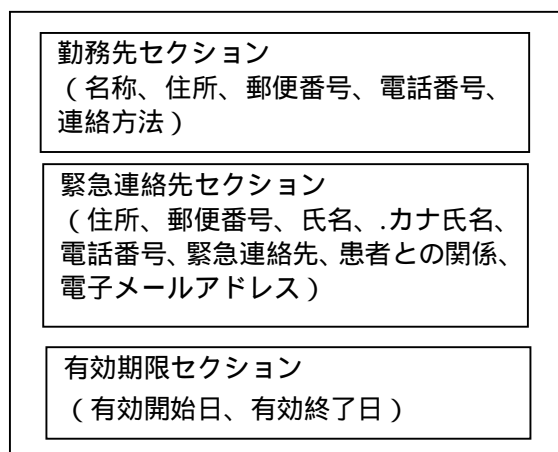 勤務先セクション
（名称、住所、郵便番号、電話番号、
連絡方法）
緊急連絡先セクション
（住所、郵便番号、氏名、.カナ氏名、
電話番号、緊急連絡先、患者との関係、
電子メールアドレス）
有効期限セクション
（有効開始日、有効終了日）